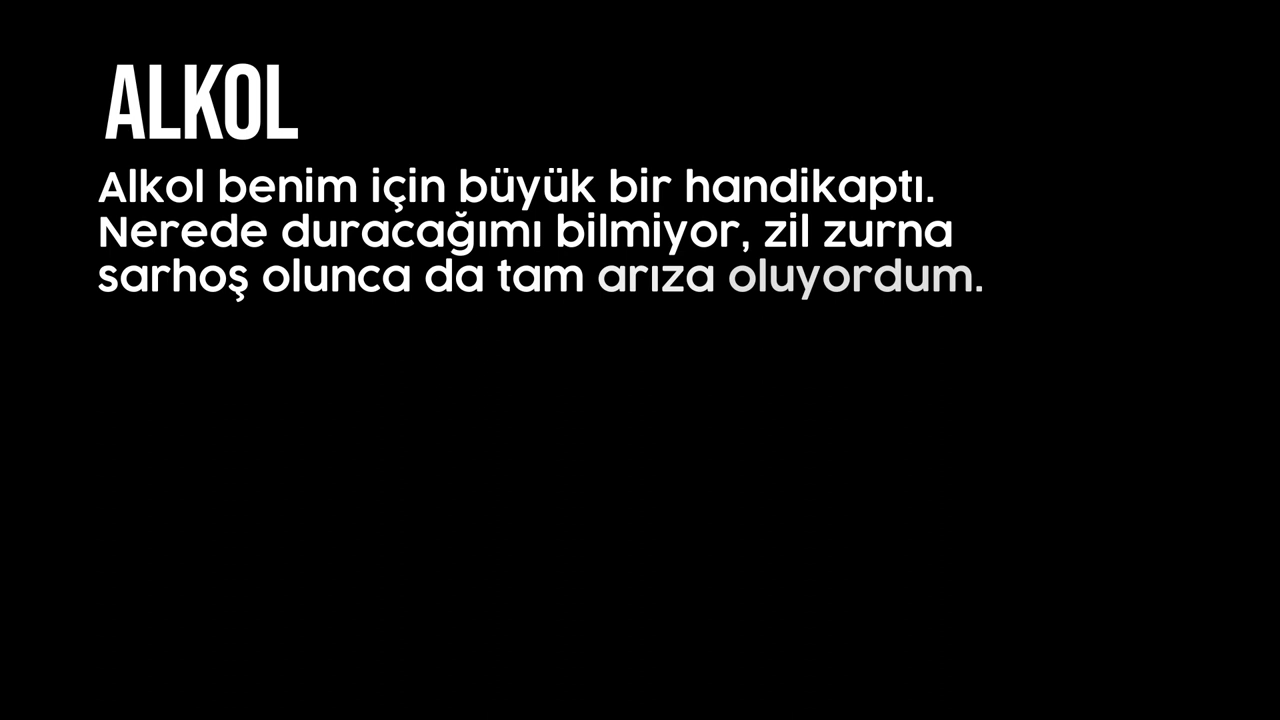 ALKOL
Alkol benim için büyük bir handikaptı.
Nerede duracağımı bilmiyor, zil zurna
sarhoş olunca da tam arıza oluyordum.